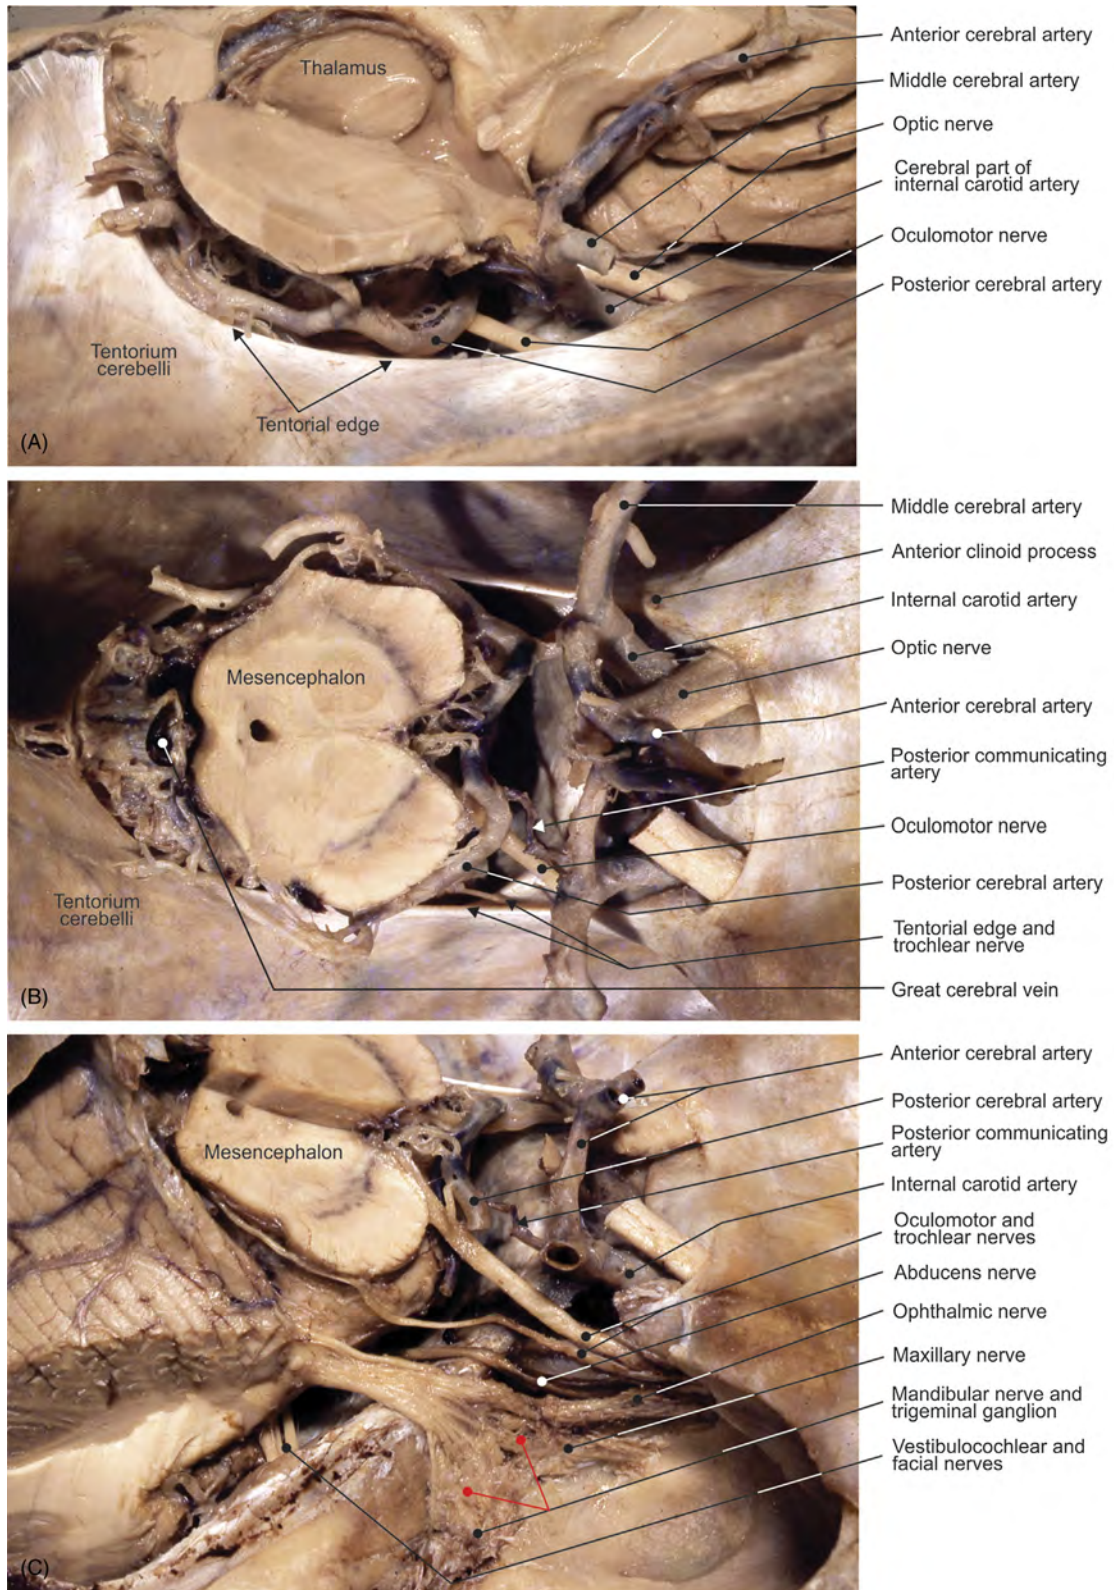 Thalamus
Anterior cerebral artery
Middle cerebral artery
Optic nerve
Cerebral part of
internal carotid artery
Oculomotor nerve
Posterior cerebral artery
Tentorium
cerebelli
Tentorial edge
(A)
Middle cerebral artery
Anterior clinoid process
Internal carotid artery
Optic nerve
Mesencephalon
Anterior cerebral artery
Posterior communicating
artery
Oculomotor nerve
Posterior cerebral artery
Tentorium
cerebelli
Tentorial edge and
trochlear nerve
Great cerebral vein
(B)
Anterior cerebral artery
Posterior cerebral artery
Mesencephalon
Posterior communicating
artery
Internal carotid artery
Oculomotor and
trochlear nerves
Abducens nerve
Ophthalmic nerve
Maxillary nerve
Mandibular nerve and
trigeminal ganglion
Vestibulocochlear and
facial nerves
(C)